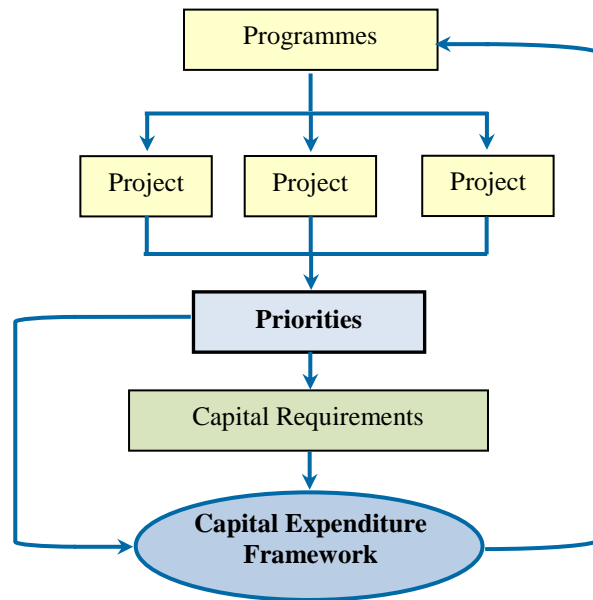 Programmes
Project
Project
Project
Priorities
Capital Requirements
Capital Expenditure
Framework